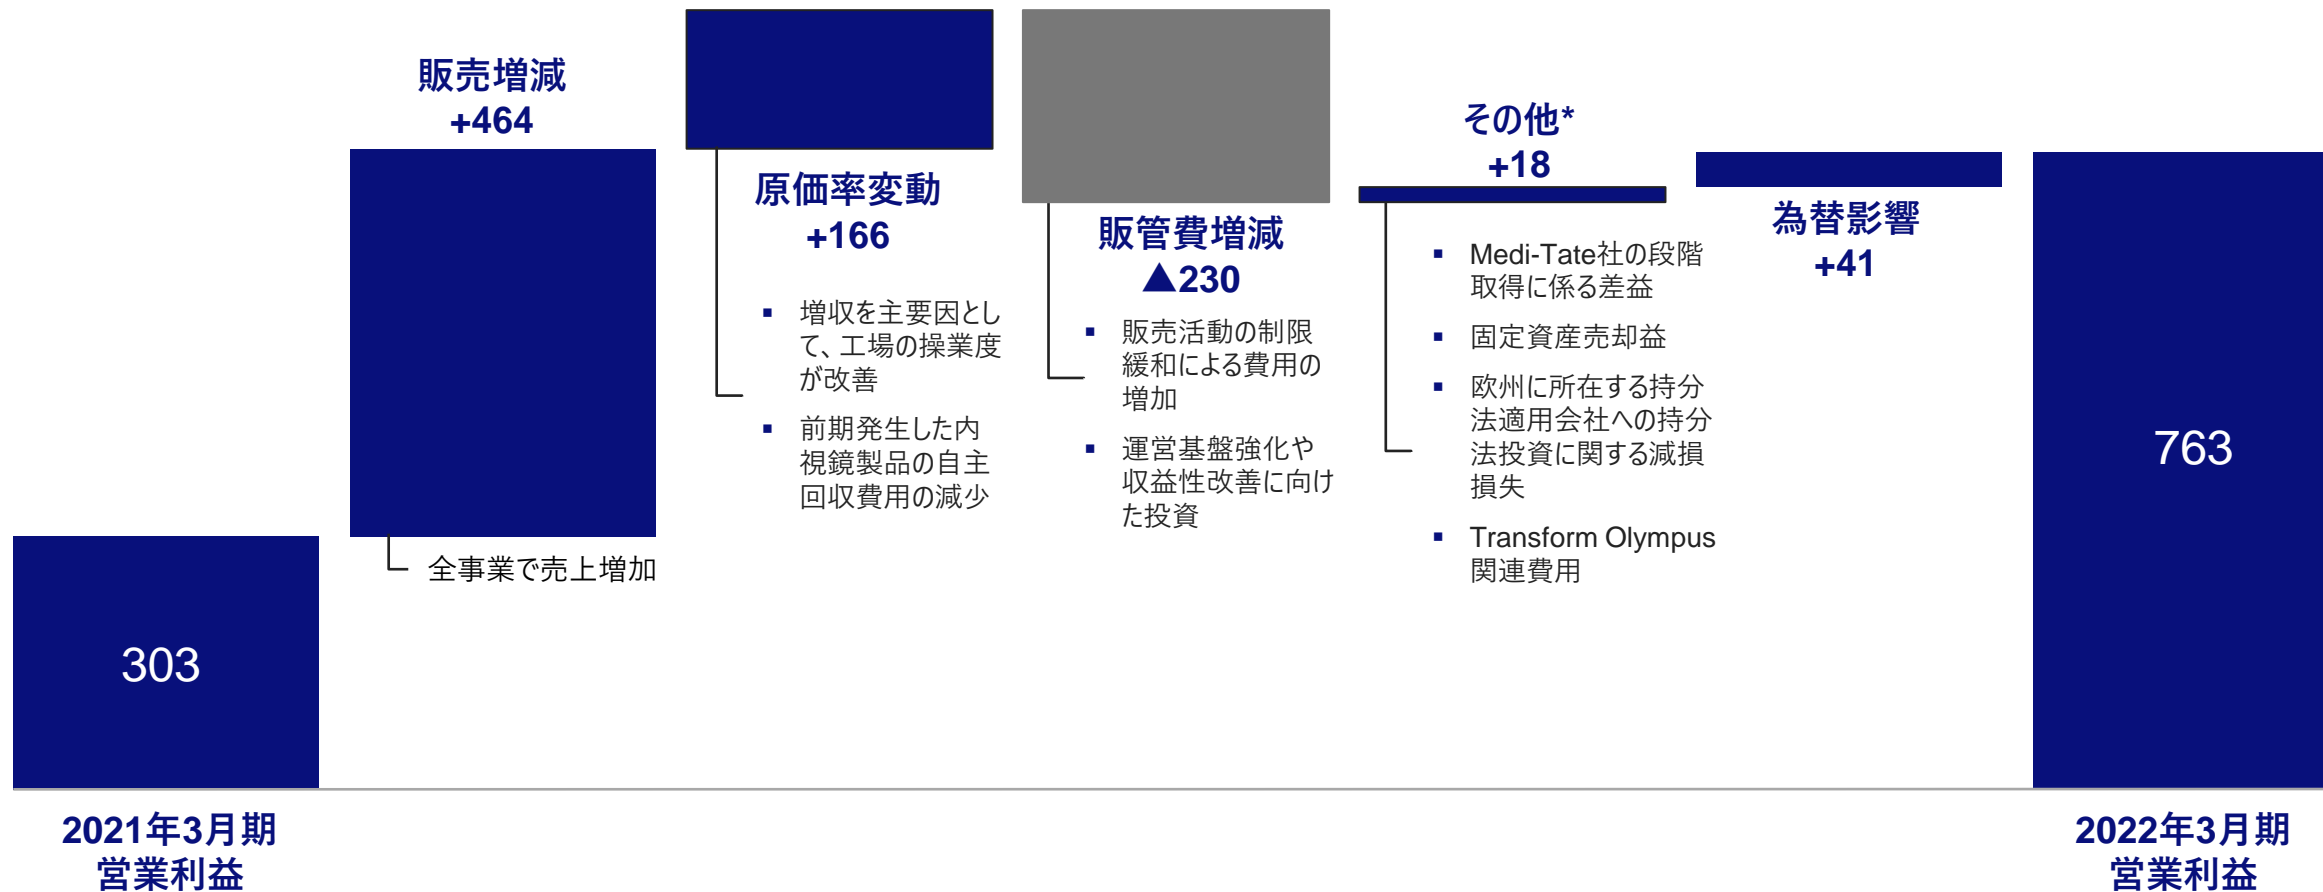 販売増減
+464
全事業で売上増加
原価率変動
+166
▪ 増収を主要因とし
て、工場の操業度
が改善
▪ 前期発生した内
視鏡製品の自主
回収費用の減少
販管費増減
▲230
▪ 販売活動の制限
緩和による費用の
増加
▪ 運営基盤強化や
収益性改善に向け
た投資
その他*
+18
▪ Medi-Tate社の段階
取得に係る差益
▪ 固定資産売却益
▪ 欧州に所在する持分
法適用会社への持分
法投資に関する減損
損失
▪ Transform Olympus
関連費用
為替影響
+41
303
763
2021年3月期
営業利益
2022年3月期
営業利益